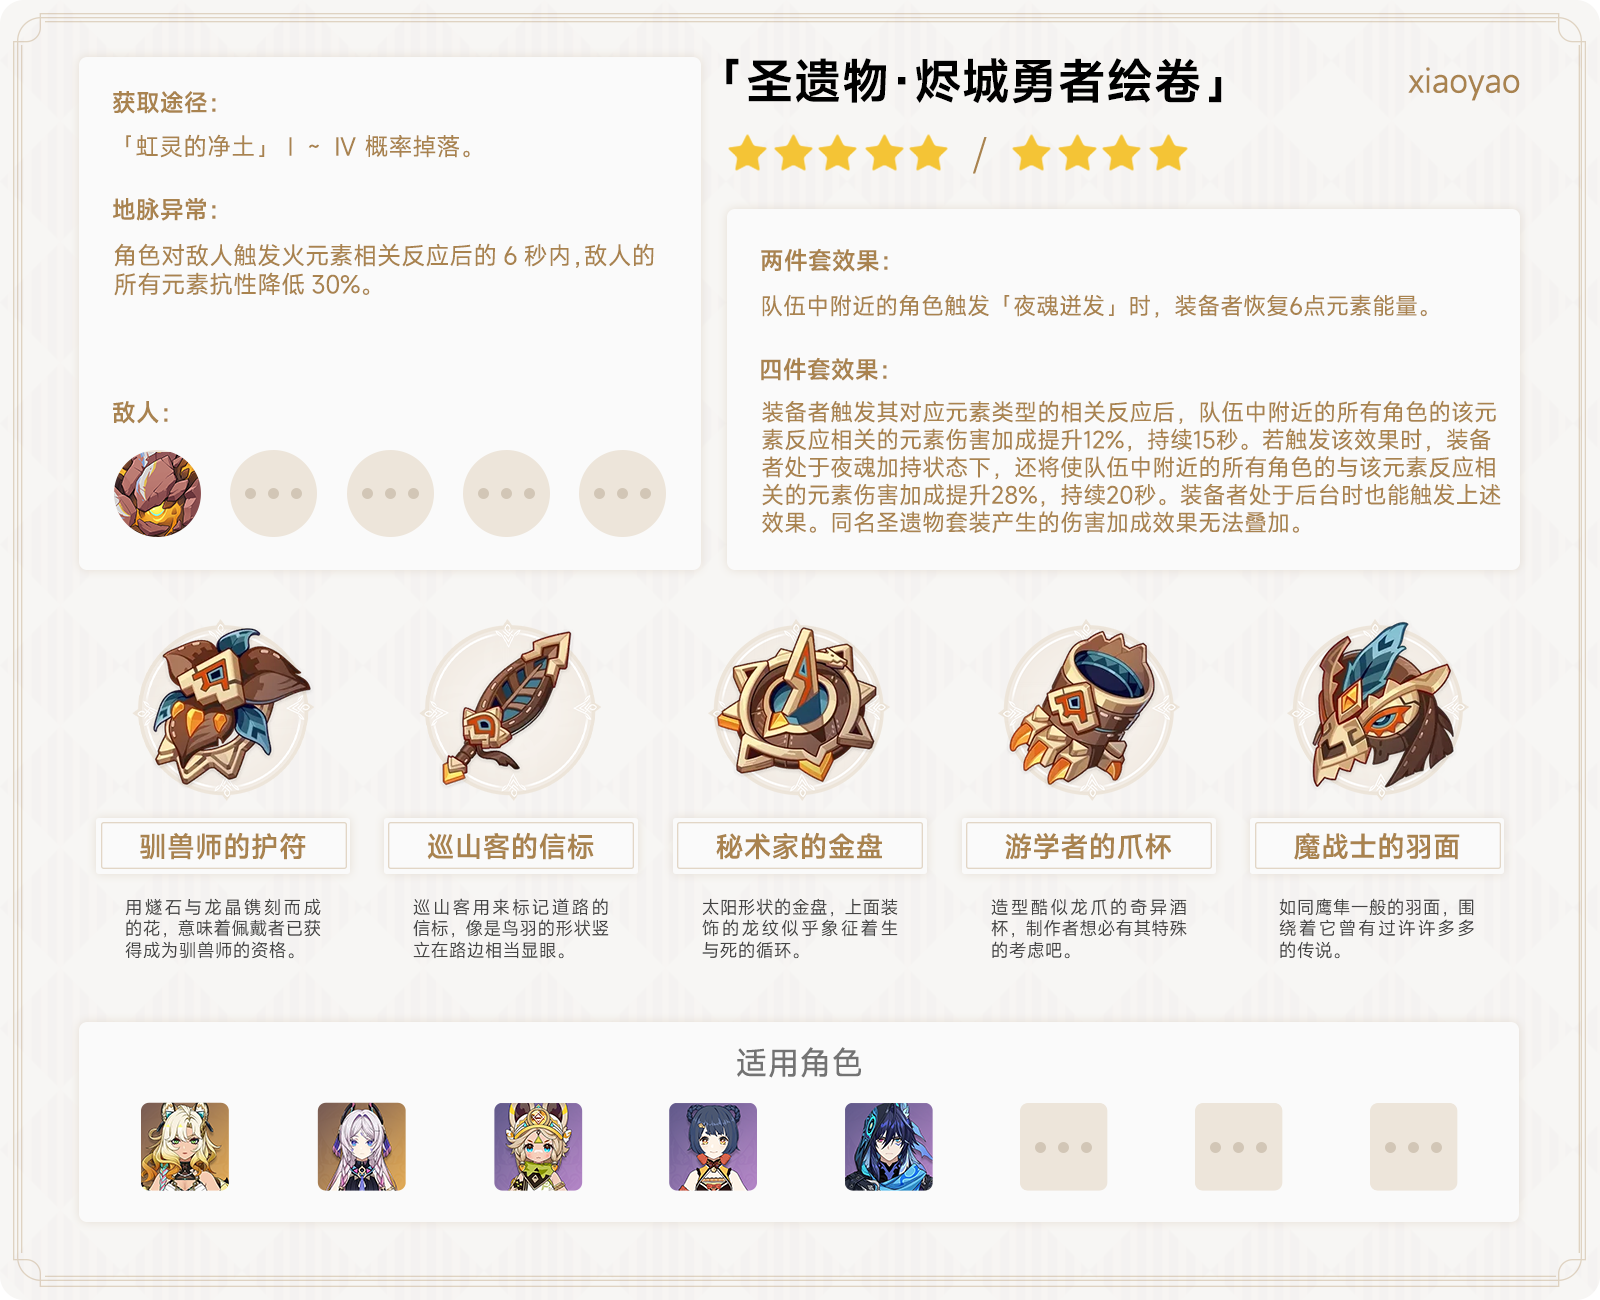 获取途径：
「虹灵的净土」Ⅰ ~ Ⅳ 概率掉落。
地脉异常：
角色对敌人触发火元素相关反应后的 6 秒内,敌人的
所有元素抗性降低 30%。
敌人：
「圣遗物·烬城勇者绘卷」
xiaoyao
/
两件套效果：
队伍中附近的角色触发「夜魂迸发」时，装备者恢复6点元素能量。
四件套效果：
装备者触发其对应元素类型的相关反应后，队伍中附近的所有角色的该元
素反应相关的元素伤害加成提升12%，持续15秒。若触发该效果时，装备
者处于夜魂加持状态下，还将使队伍中附近的所有角色的与该元素反应相
关的元素伤害加成提升28%，持续20秒。装备者处于后台时也能触发上述
效果。同名圣遗物套装产生的伤害加成效果无法叠加。
驯兽师的护符
用燧石与龙晶镌刻而成
的花，意味着佩戴者已获
得成为驯兽师的资格。
巡山客的信标
巡山客用来标记道路的
信标，像是鸟羽的形状竖
立在路边相当显眼。
秘术家的金盘
太阳形状的金盘，上面装
饰的龙纹似乎象征着生
与死的循环。
游学者的爪杯
造型酷似龙爪的奇异酒
杯，制作者想必有其特殊
的考虑吧。
魔战士的羽面
如同鹰隼一般的羽面，围
绕着它曾有过许许多多
的传说。
适用角色